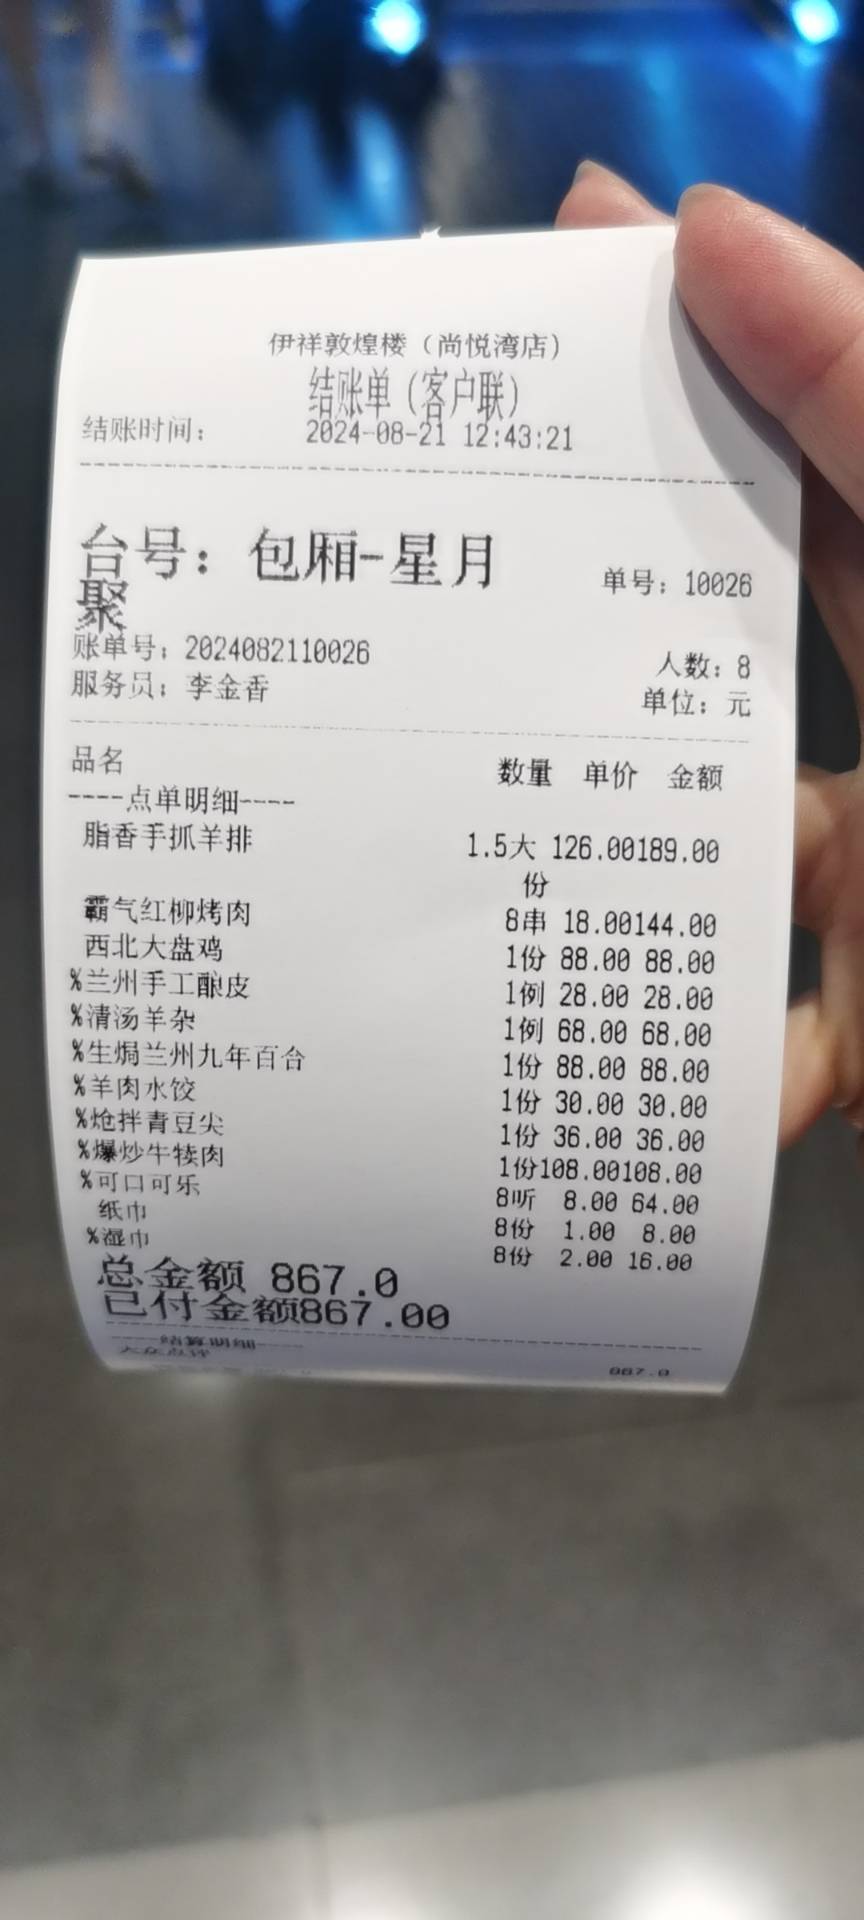 伊祥敦煌楼（尚悦湾店）
结账单（客户联）
结账时间： 2024-08-21 12:43:21
台号：包厢-星月聚 单号：10026
账单号：2024082110026 人数：8
服务员：李金香 单位：元
品名 数量 单价 金额
----点单明细----
脂香手抓羊排 1.5大份 126.00189.00
霸气红柳烤肉 8串 18.00144.00
西北大盘鸡 1份 88.00 88.00
%兰州手工酿皮 1例 28.00 28.00
%清汤羊杂 1例 68.00 68.00
%生焗兰州九年百合 1份 88.00 88.00
%羊肉水饺 1份 30.00 30.00
%炝拌青豆尖 1份 36.00 36.00
%爆炒牛犊肉 1份108.00108.00
%可口可乐 8听 8.00 64.00
纸巾 8份 1.00 8.00
%湿巾 8份 2.00 16.00
总金额 867.0
已付金额867.00
----结算明细----
大众点评 867.0